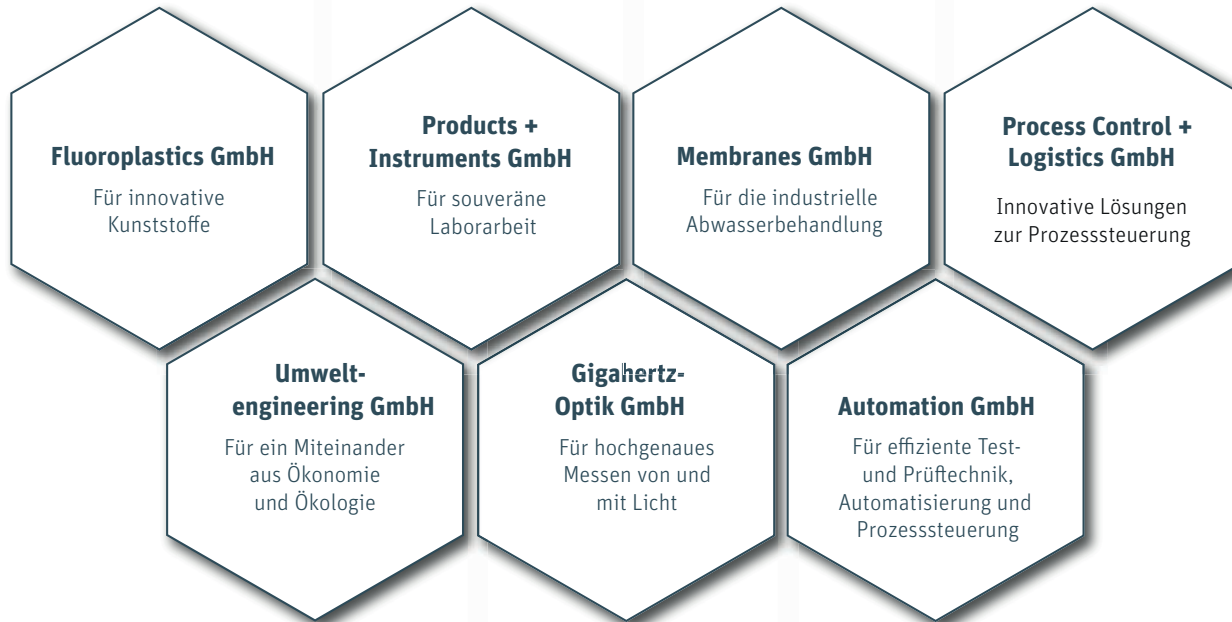 Fluoroplastics GmbH
Für innovative
Kunststoffe
Products +
Instruments GmbH
Für souveräne
Laborarbeit
Membranes GmbH
Für die industrielle
Abwasserbehandlung
Process Control +
Logistics GmbH
Innovative Lösungen
zur Prozesssteuerung
Umwelt-
engineering GmbH
Für ein Miteinander
aus Ökonomie
und Ökologie
Gigahertz-
Optik GmbH
Für hochgenaues
Messen von und
mit Licht
Automation GmbH
Für effiziente Test-
und Prüftechnik,
Automatisierung und
Prozesssteuerung